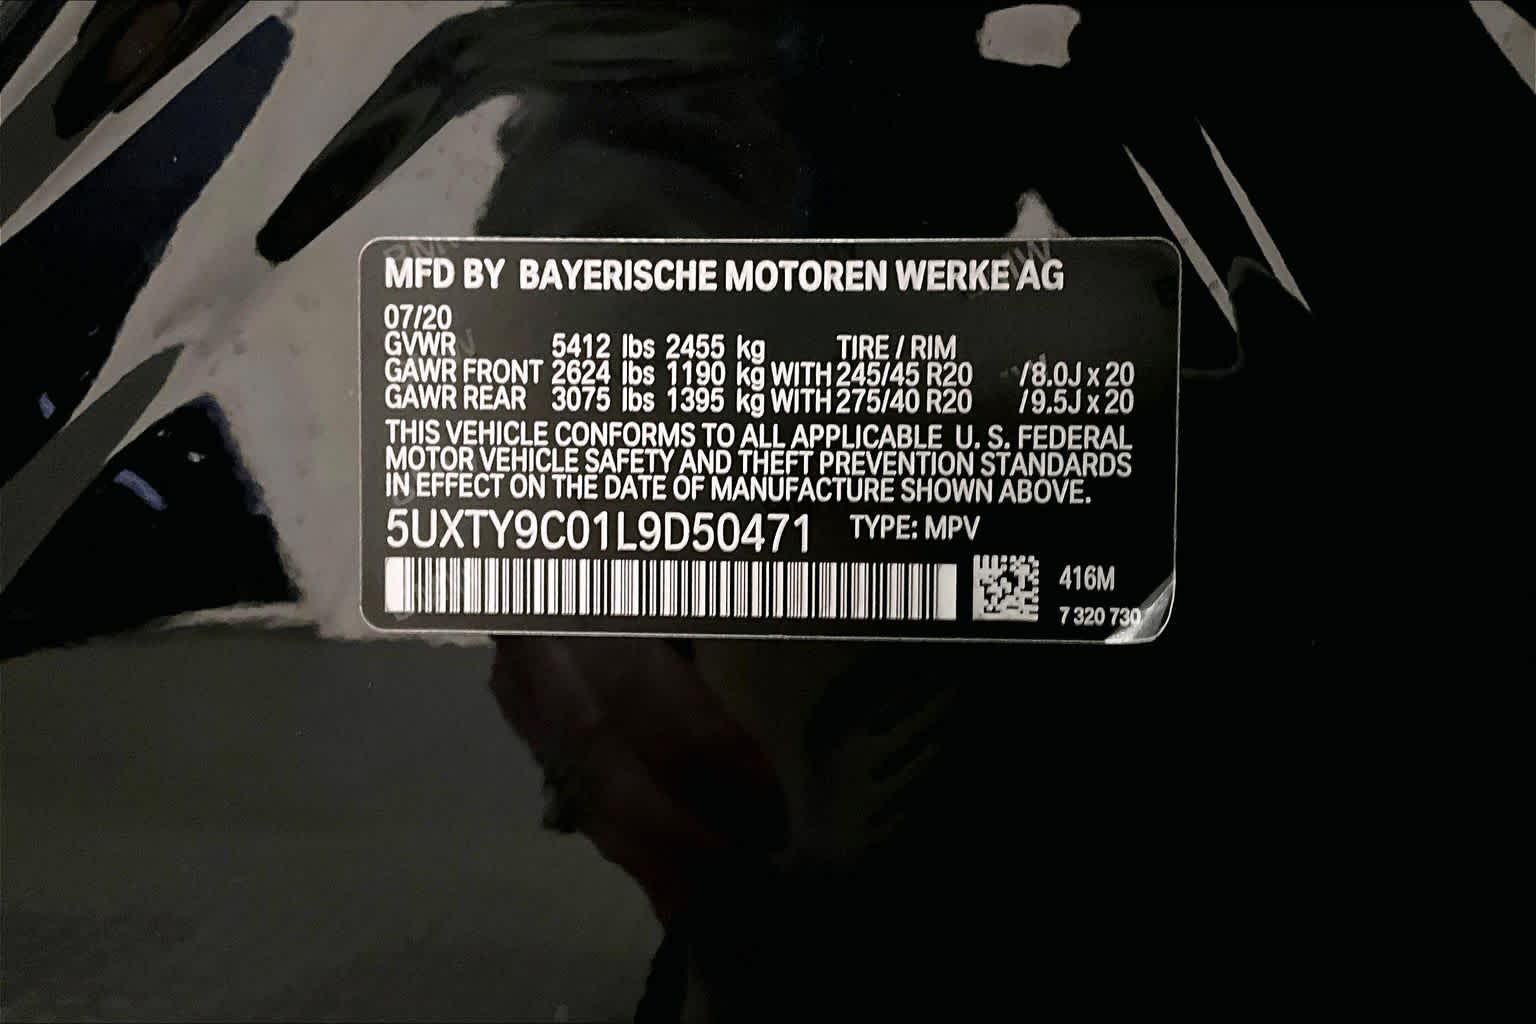 MFD BY BAYERISCHE MOTOREN WERKE AG
07/20
GVWR 5412 lbs 2455 kg TIRE / RIM
GAWR FRONT 2624 lbs 1190 kg WITH 245/45 R20 /8.0J x 20
GAWR REAR 3075 lbs 1395 kg WITH 275/40 R20 /9.5J x 20
THIS VEHICLE CONFORMS TO ALL APPLICABLE U. S. FEDERAL
MOTOR VEHICLE SAFETY AND THEFT PREVENTION STANDARDS
IN EFFECT ON THE DATE OF MANUFACTURE SHOWN ABOVE.
5UXTY9C01L9D50471 TYPE: MPV
416M
7 320 730